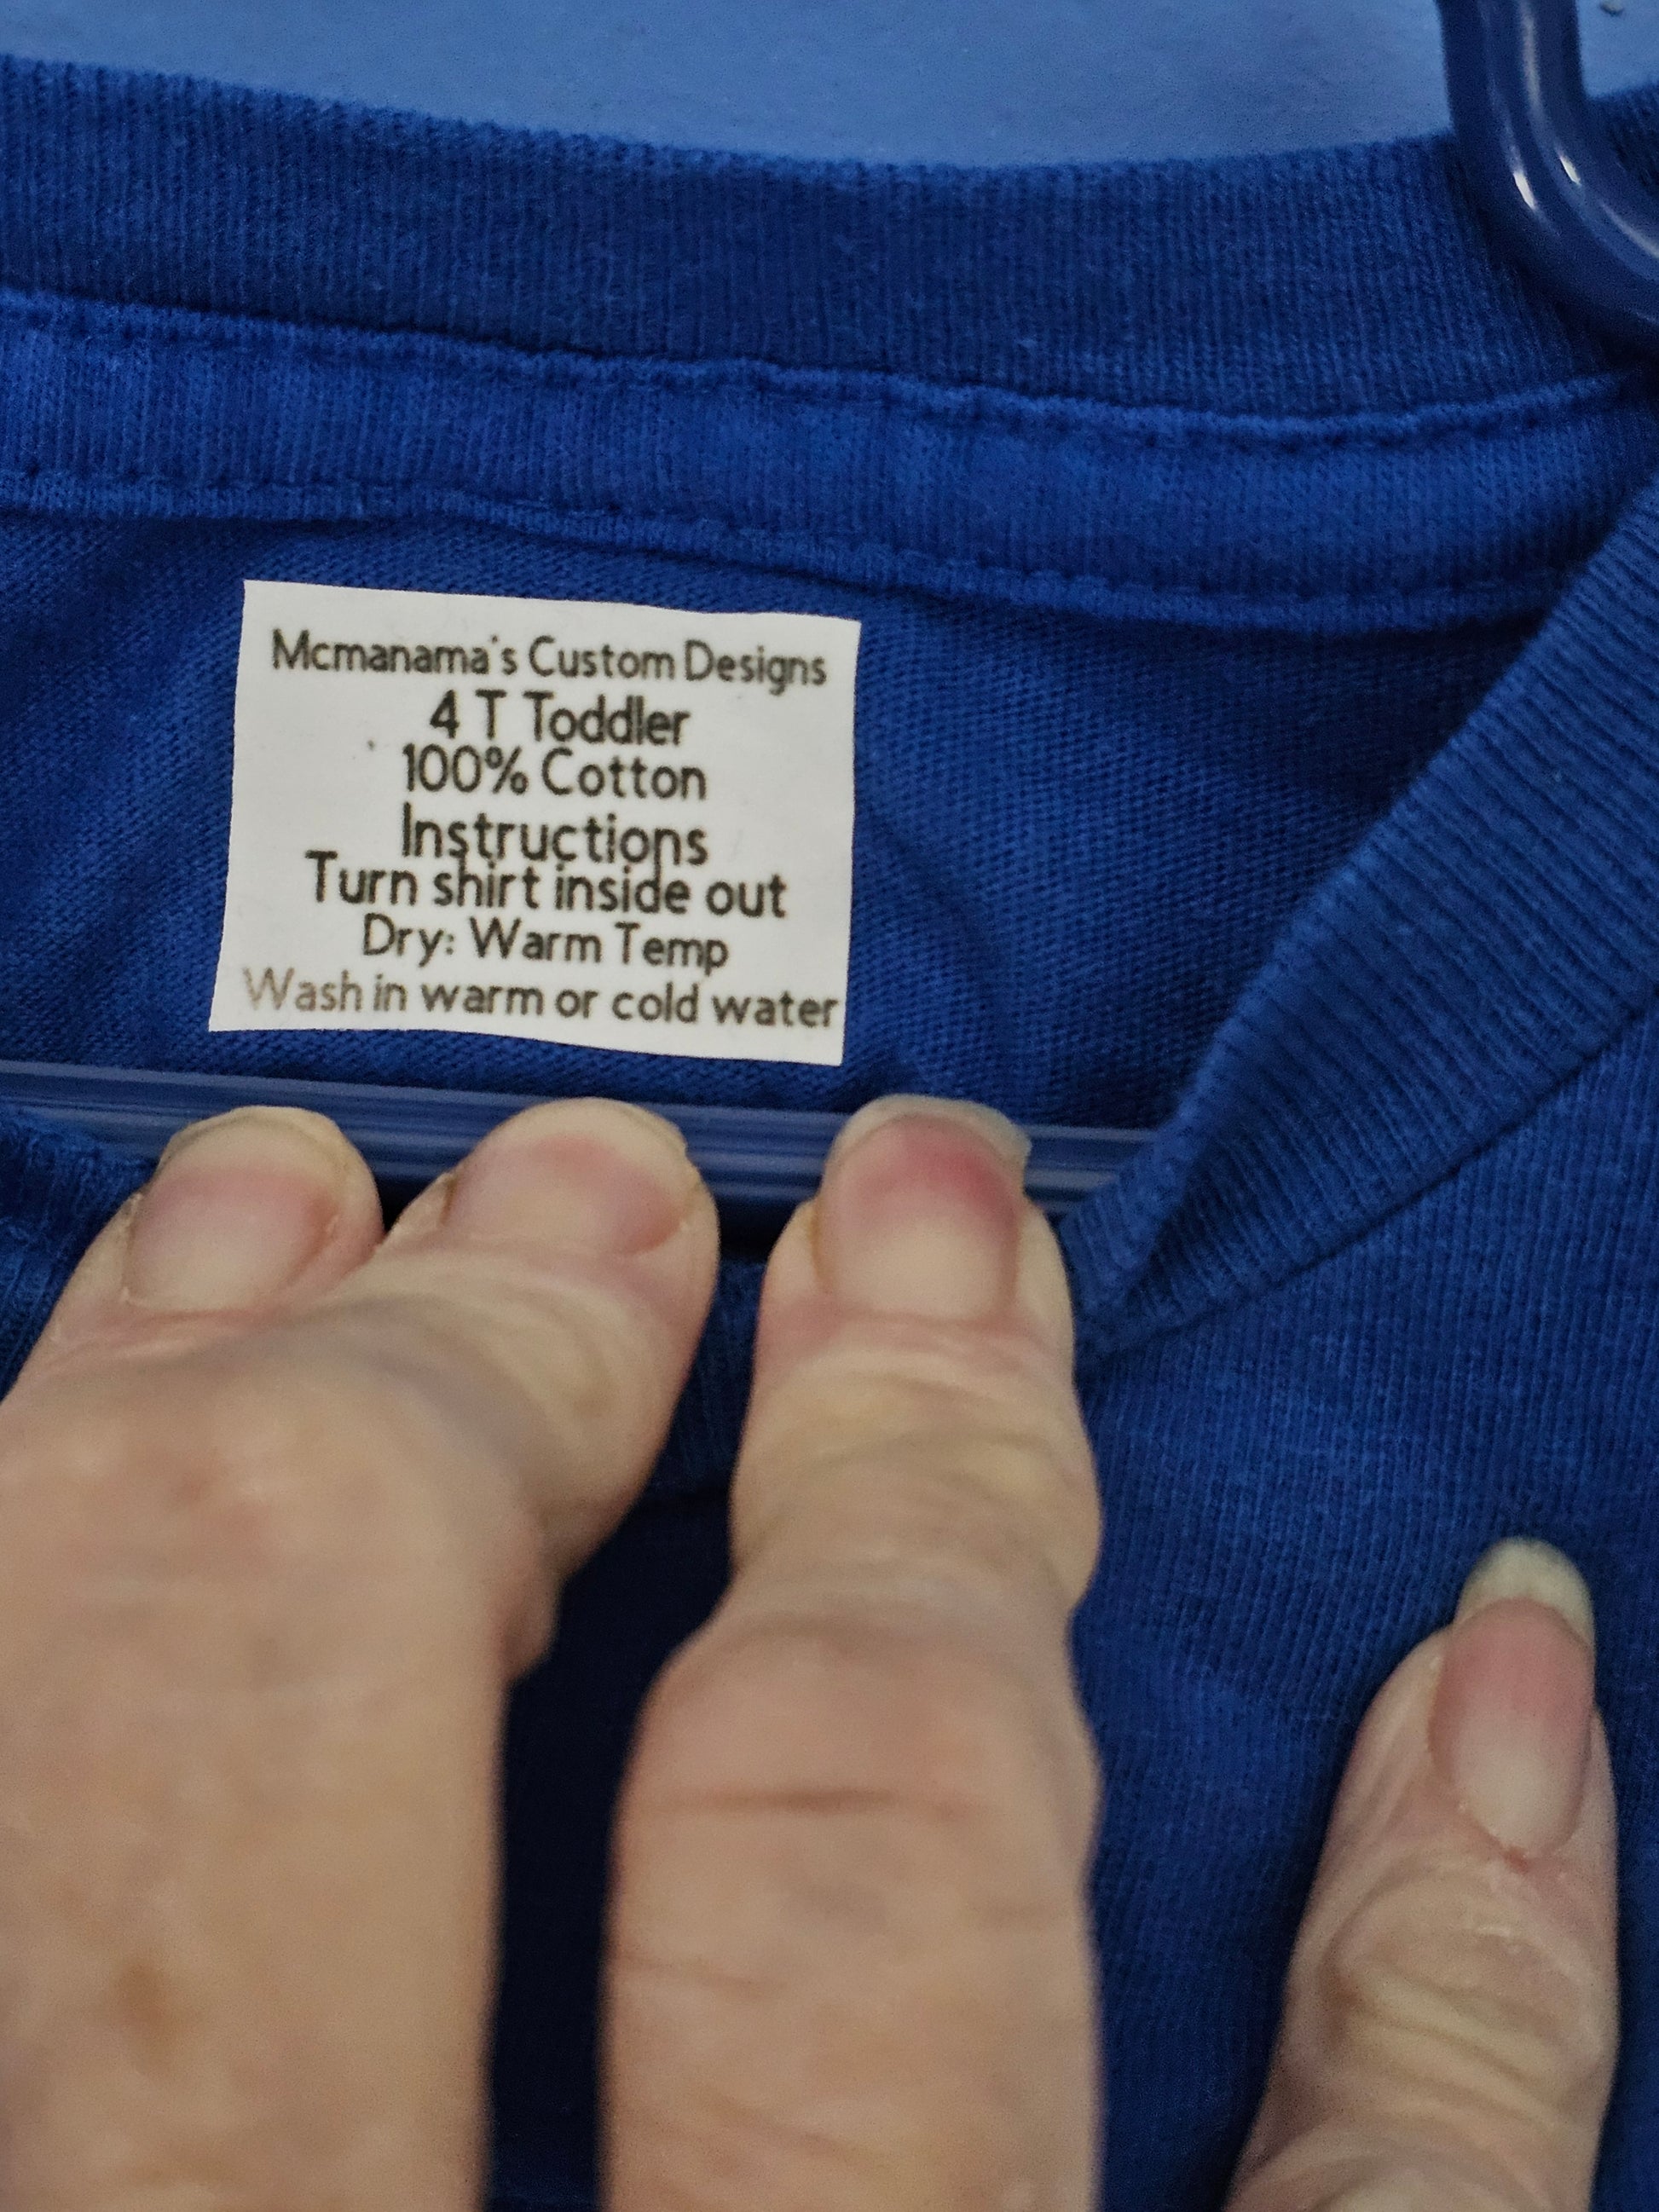 Mcmanama's Custom Designs
4 T Toddler
100% Cotton
Instructions
Turn shirt inside out
Dry: Warm Temp
Wash in warm or cold water